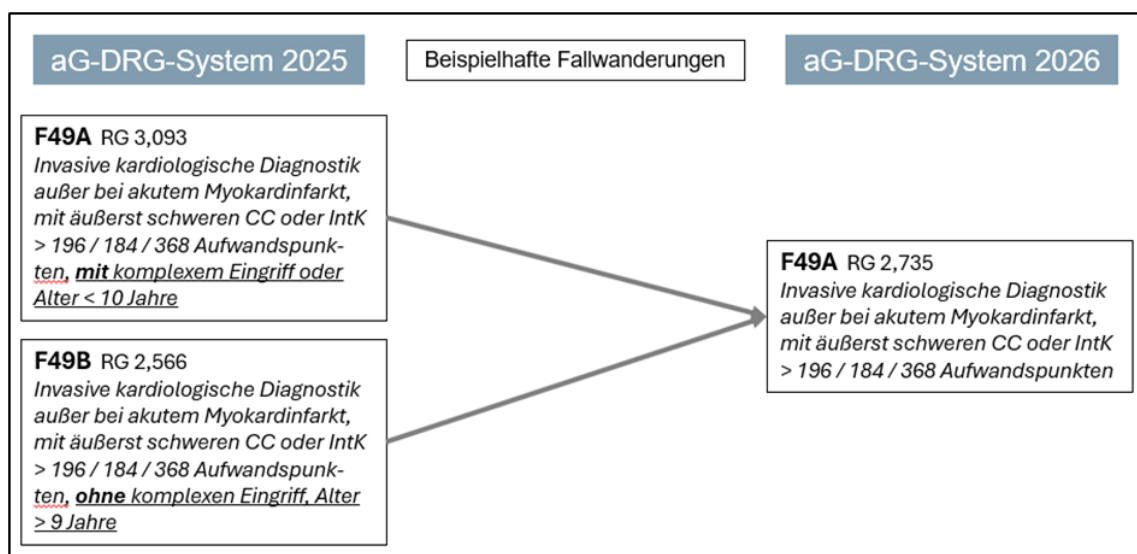 aG-DRG-System 2025
Beispielhafte Fallwanderungen
aG-DRG-System 2026
F49A RG 3,093
Invasive kardiologische Diagnostik
außer bei akutem Myokardinfarkt,
mit äußerst schweren CC oder IntK
> 196 / 184 / 368 Aufwandspunk-
ten, mit komplexem Eingriff oder
Alter < 10 Jahre
F49B RG 2,566
Invasive kardiologische Diagnostik
außer bei akutem Myokardinfarkt,
mit äußerst schweren CC oder IntK
> 196 / 184 / 368 Aufwandspunk-
ten, ohne komplexen Eingriff, Alter
> 9 Jahre
F49A RG 2,735
Invasive kardiologische Diagnostik
außer bei akutem Myokardinfarkt,
mit äußerst schweren CC oder IntK
> 196 / 184 / 368 Aufwandspunkten